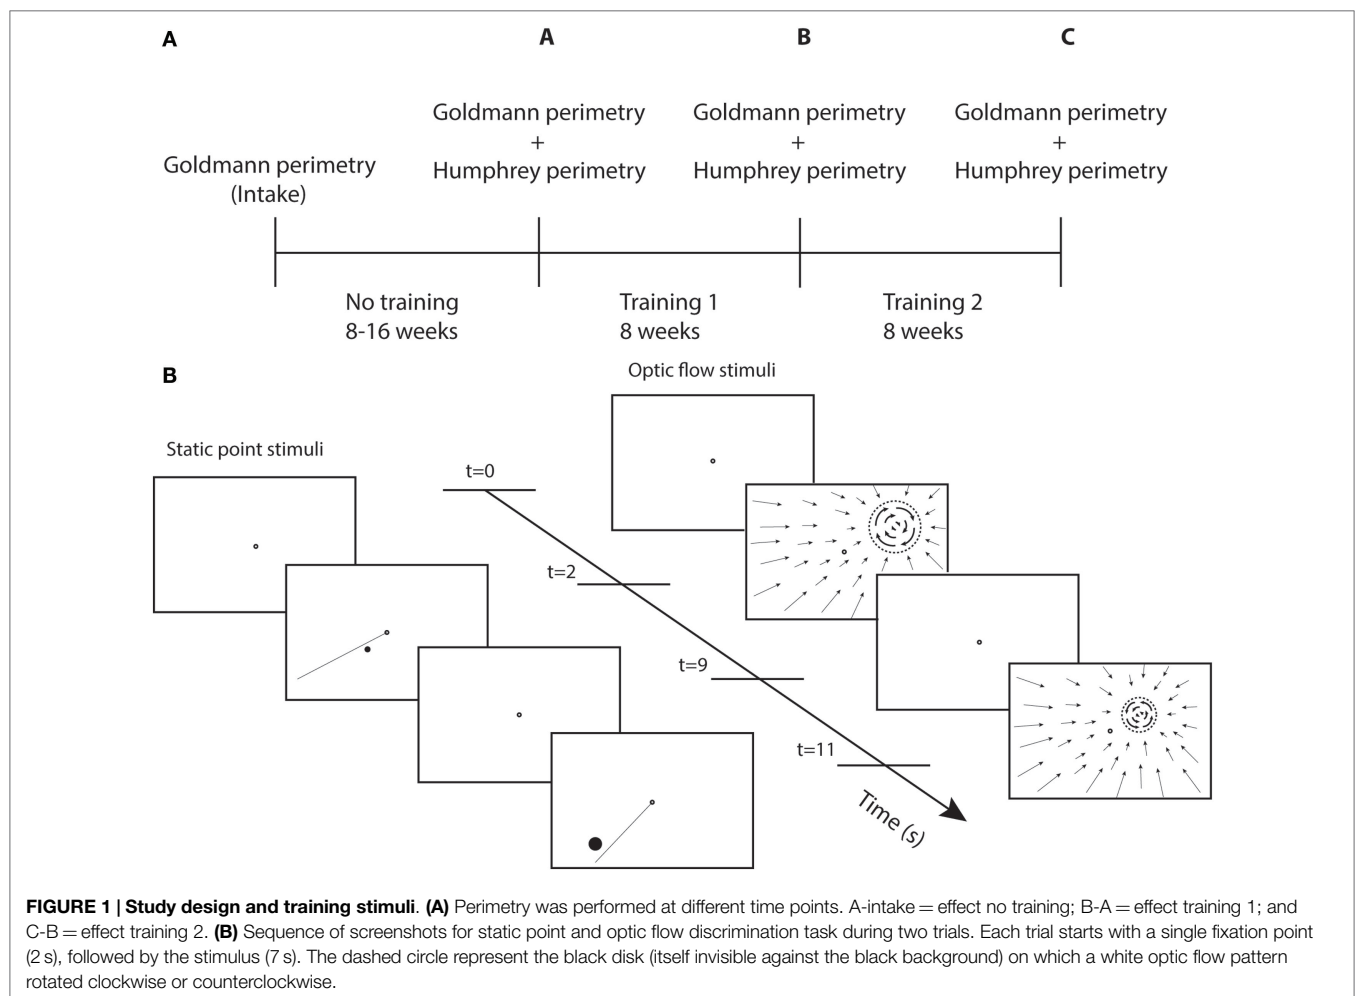 A
A B C
Goldmann perimetry
(Intake)
Goldmann perimetry
+
Humphrey perimetry
Goldmann perimetry
+
Humphrey perimetry
Goldmann perimetry
+
Humphrey perimetry
No training
8-16 weeks
Training 1
8 weeks
Training 2
8 weeks
B
Static point stimuli
Optic flow stimuli
t=0
t=2
t=9
t=11
Time (s)
FIGURE 1 | Study design and training stimuli. (A) Perimetry was performed at different time points. A-intake = effect no training; B-A = effect training 1; and
C-B = effect training 2. (B) Sequence of screenshots for static point and optic flow discrimination task during two trials. Each trial starts with a single fixation point
(2 s), followed by the stimulus (7 s). The dashed circle represent the black disk (itself invisible against the black background) on which a white optic flow pattern
rotated clockwise or counterclockwise.